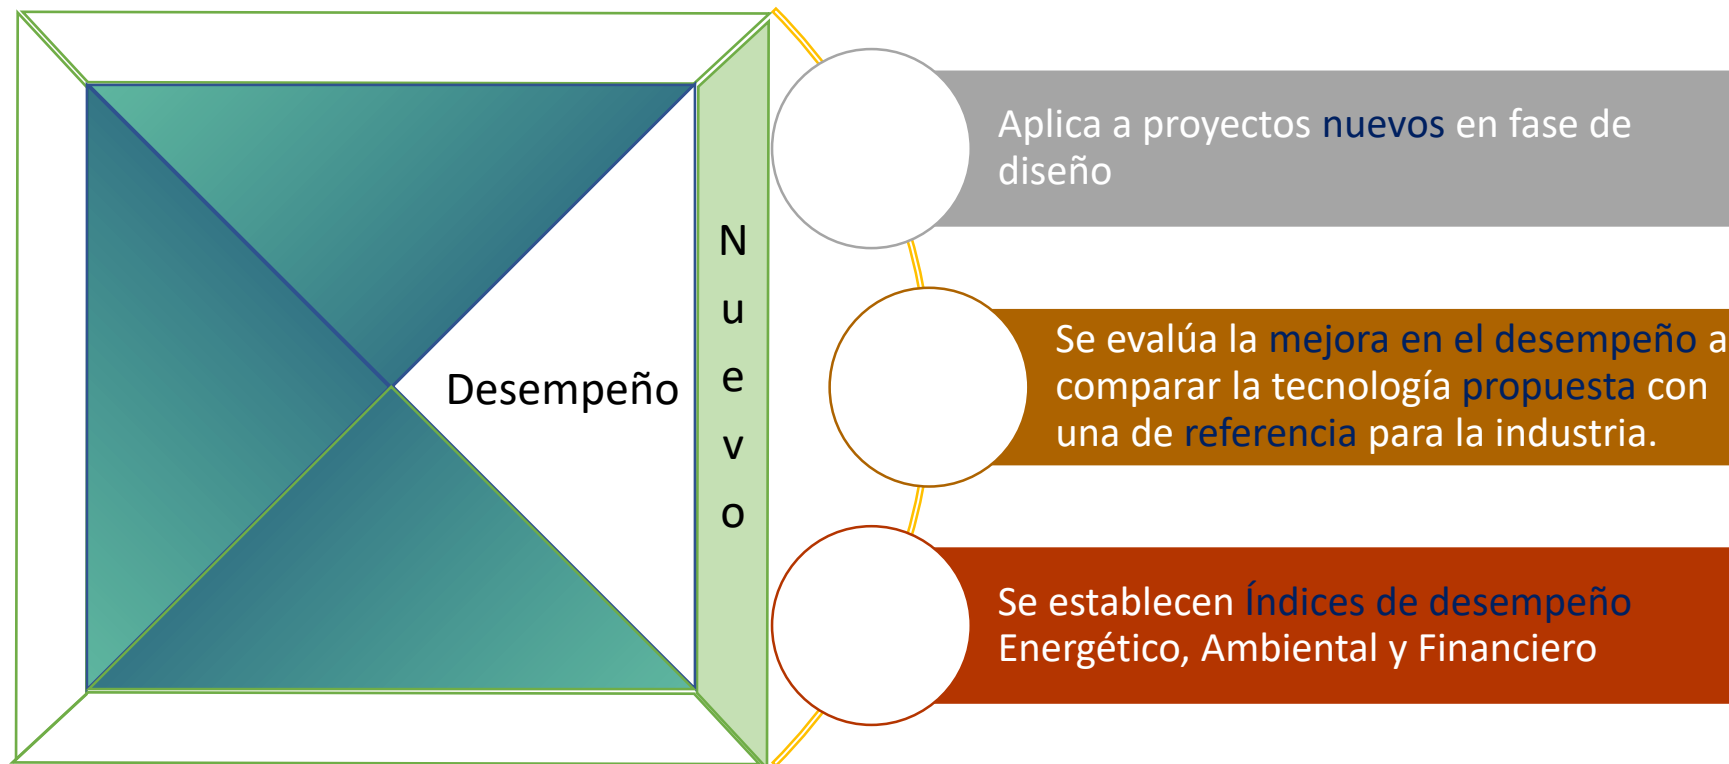 Desempeño
Nuevo
Aplica a proyectos nuevos en fase de
diseño
Se evalúa la mejora en el desempeño a
comparar la tecnología propuesta con
una de referencia para la industria.
Se establecen Índices de desempeño
Energético, Ambiental y Financiero